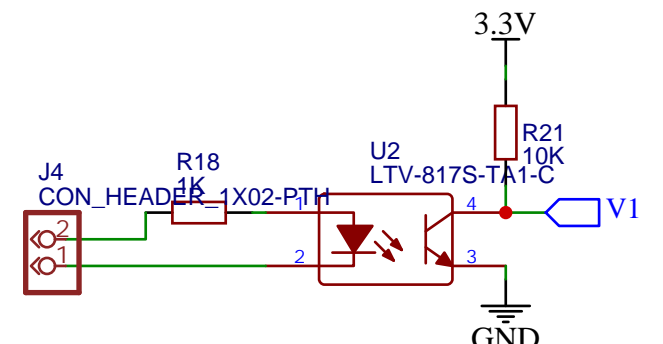 3.3V
R21
10K
U2
LTV-817S-TA1-C
R18
1K
J4
CON_HEADER_1X02-PTH
1
4
V1
2
1
2
3
GND